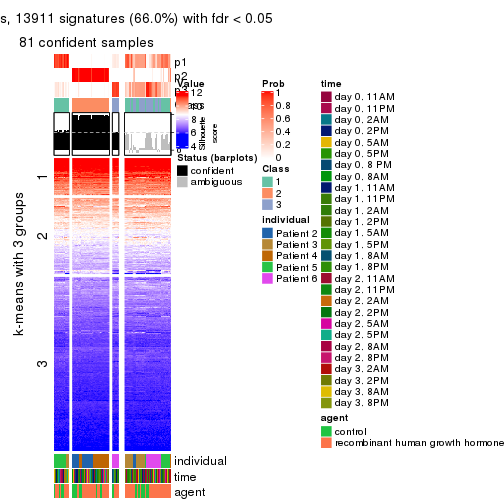 s, 13911 signatures (66.0%) with fdr < 0.05
81 confident samples
p1
p2
p3
Value
12
10
8
6
4
Silhouette
score
1
2
3
k-means with 3 groups
individual
time
agent
Status (barplots)
confident
ambiguous
Prob
1
0.8
0.6
0.4
0.2
0
Class
1
2
3
individual
Patient 2
Patient 3
Patient 4
Patient 5
Patient 6
time
day 0. 11AM
day 0. 11PM
day 0. 2AM
day 0. 2PM
day 0. 5AM
day 0. 5PM
day 0. 8 PM
day 0. 8AM
day 1. 11AM
day 1. 11PM
day 1. 2AM
day 1. 2PM
day 1. 5AM
day 1. 5PM
day 1. 8AM
day 1. 8PM
day 2. 11AM
day 2. 11PM
day 2. 2AM
day 2. 2PM
day 2. 5AM
day 2. 5PM
day 2. 8AM
day 2. 8PM
day 3. 2AM
day 3. 2PM
day 3. 8AM
day 3. 8PM
agent
control
recombinant human growth hormone